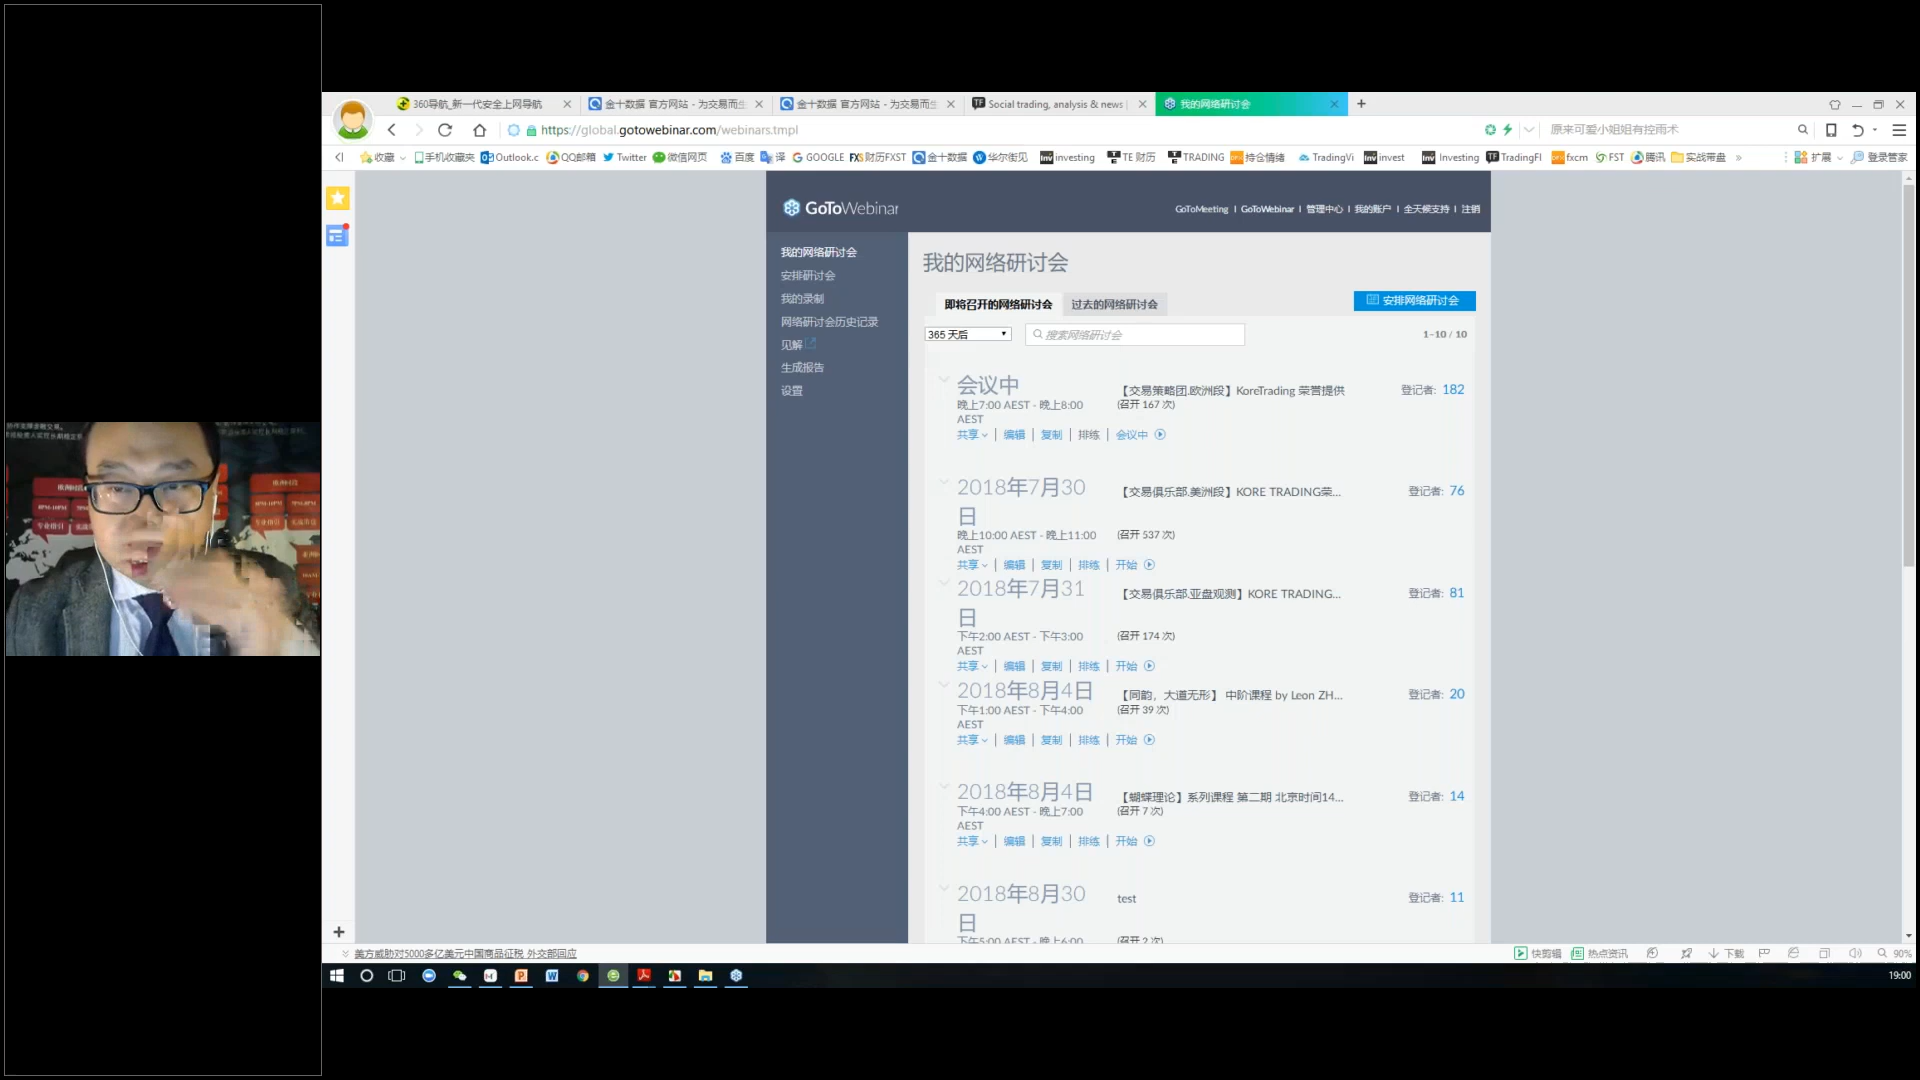 360导航_新一代安全上网导航
金十数据 官方网站 - 为交易而生
金十数据 官方网站 - 为交易而生
Social trading, analysis & news
我的网络研讨会
https://global.gotowebinar.com/webinars.tmpl
原来可爱小姐姐有控雨术
收藏 手机收藏夹 Outlook.c QQ邮箱 Twitter 微信网页 百度 译 GOOGLE FXS财历FXST 金十数据 华尔街见 Inv investing TE 财历 TRADING 持仓情绪 TradingVi Inv invest Inv Investing TF TradingFl fxcm FST 腾讯 实战带盘 » 扩展 登录管家
GoToWebinar
GoToMeeting | GoToWebinar | 管理中心 | 我的账户 | 全天候支持 | 注销
我的网络研讨会
安排研讨会
我的录制
网络研讨会历史记录
见解
生成报告
设置
我的网络研讨会
即将召开的网络研讨会 过去的网络研讨会
安排网络研讨会
365 天后
搜索网络研讨会
1-10 / 10
会议中
【交易策略团.欧洲段】KoreTrading 荣誉提供
登记者: 182
晚上7:00 AEST - 晚上8:00
AEST
(召开 167 次)
共享 | 编辑 | 复制 | 排练 | 会议中
2018年7月30
日
【交易俱乐部.美洲段】KORE TRADING荣...
登记者: 76
晚上10:00 AEST - 晚上11:00
AEST
(召开 537 次)
共享 | 编辑 | 复制 | 排练 | 开始
2018年7月31
日
【交易俱乐部.亚盘观测】KORE TRADING...
登记者: 81
下午2:00 AEST - 下午3:00
AEST
(召开 174 次)
共享 | 编辑 | 复制 | 排练 | 开始
2018年8月4日
【同韵，大道无形】 中阶课程 by Leon ZH...
登记者: 20
下午1:00 AEST - 下午4:00
AEST
(召开 39 次)
共享 | 编辑 | 复制 | 排练 | 开始
2018年8月4日
【蝴蝶理论】系列课程 第二期 北京时间14...
登记者: 14
下午4:00 AEST - 晚上7:00
AEST
(召开 7 次)
共享 | 编辑 | 复制 | 排练 | 开始
2018年8月30
日
test
登记者: 11
下午5:00 AEST - 晚上6:00
(召开 2 次)
美方威胁对5000多亿美元中国商品征税 外交部回应
快剪辑 热点资讯 下载 90%
19:00